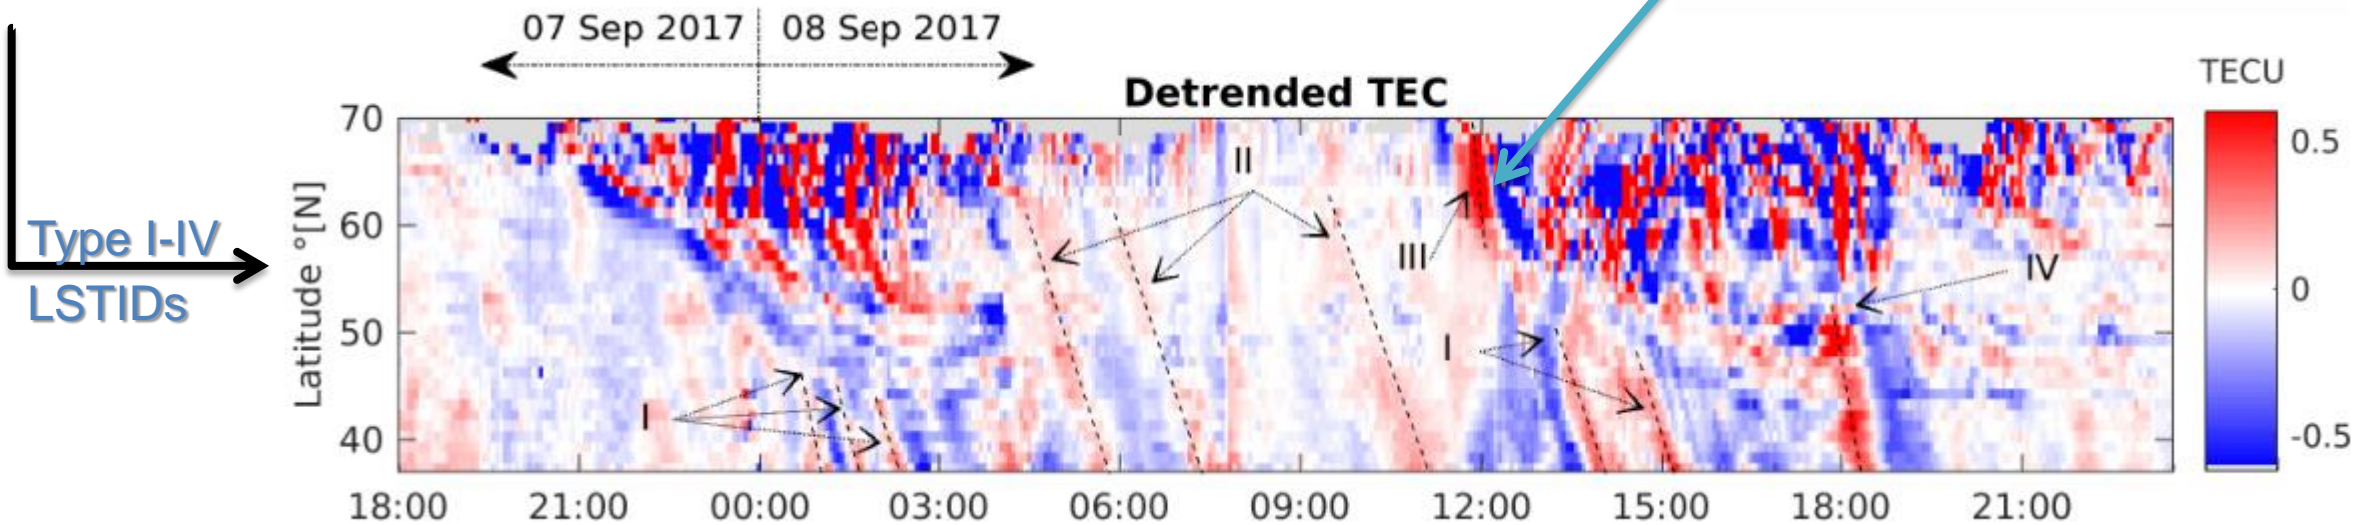 07 Sep 2017 08 Sep 2017
Detrended TEC
TECU
Type I-IV
LSTIDs
Latitude °[N]
70
60
50
40
I
II
III
I
IV
0.5
0
-0.5
18:00 21:00 00:00 03:00 06:00 09:00 12:00 15:00 18:00 21:00